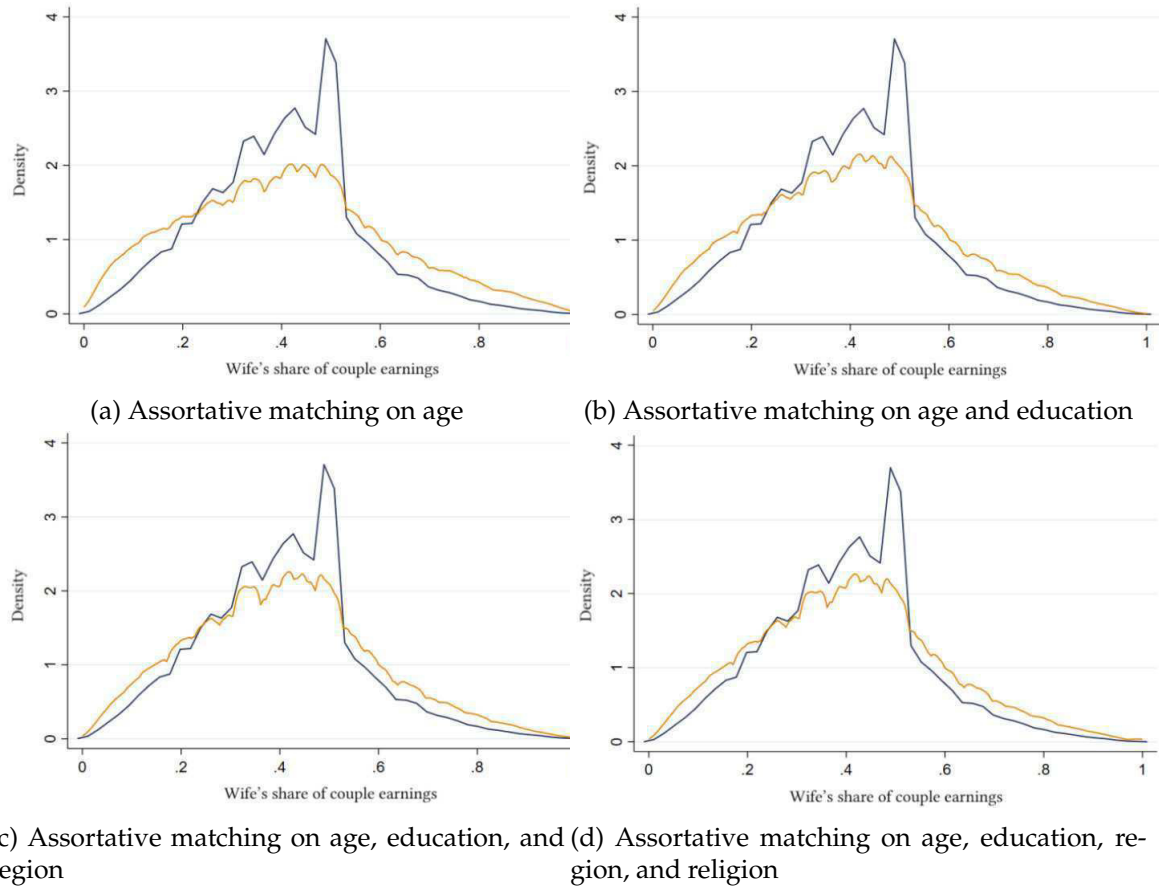 4
3
2
1
0
Density
0 .2 .4 .6 .8
Wife's share of couple earnings
(a) Assortative matching on age
4
3
2
1
0
Density
0 .2 .4 .6 .8 1
Wife's share of couple earnings
(b) Assortative matching on age and education
4
3
2
1
0
Density
0 .2 .4 .6 .8
Wife's share of couple earnings
c) Assortative matching on age, education, and
egion
4
3
2
1
0
Density
0 .2 .4 .6 .8 1
Wife's share of couple earnings
(d) Assortative matching on age, education, re-
gion, and religion